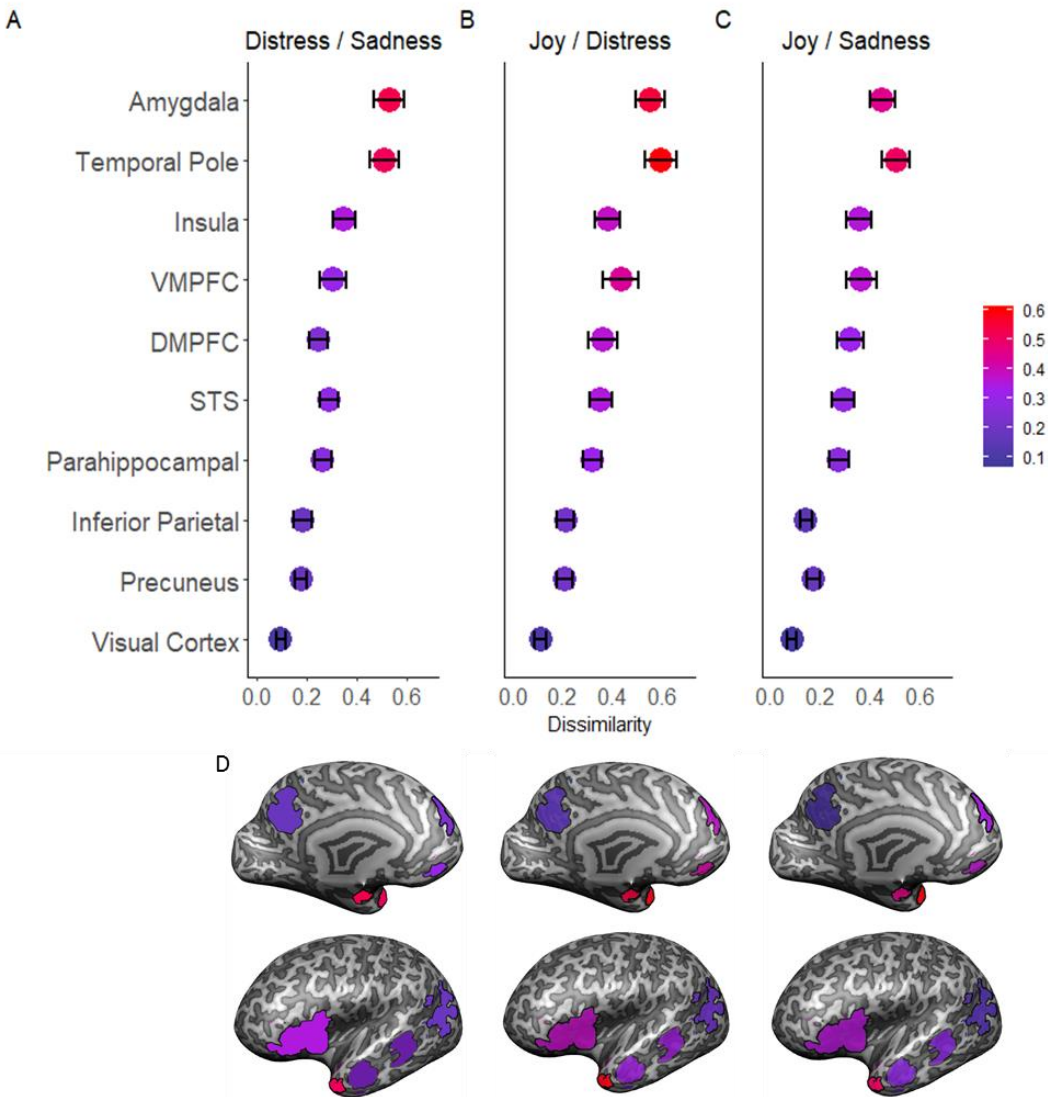 A
Distress / Sadness
B
Joy / Distress
C
Joy / Sadness
Amygdala
Temporal Pole
Insula
VMPFC
DMPFC
STS
Parahippocampal
Inferior Parietal
Precuneus
Visual Cortex
0.0 0.2 0.4 0.6
0.0 0.2 0.4 0.6
0.0 0.2 0.4 0.6
Dissimilarity
0.6
0.5
0.4
0.3
0.2
0.1
D